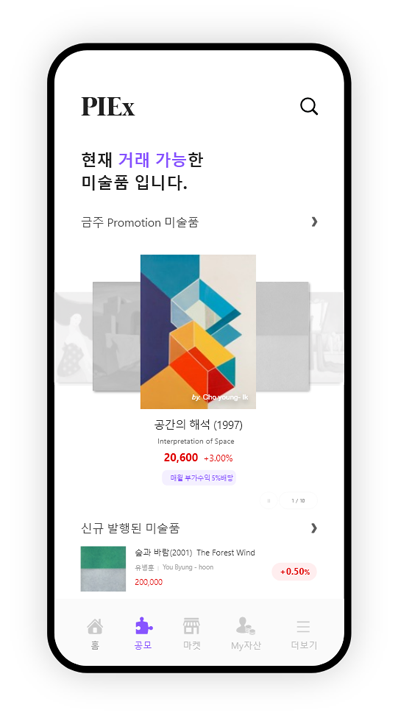 PIEx
현재 거래 가능한
미술품 입니다.
금주 Promotion 미술품
by. Cho young- ik
공간의 해석 (1997)
Interpretation of Space
20,600 +3.00%
매월 부가수익 5%배당
1 / 10
신규 발행된 미술품
숲과 바람(2001) The Forest Wind
유병훈 : You Byung - hoon
200,000
+0.50%
홈 공모 마켓 My자산 더보기